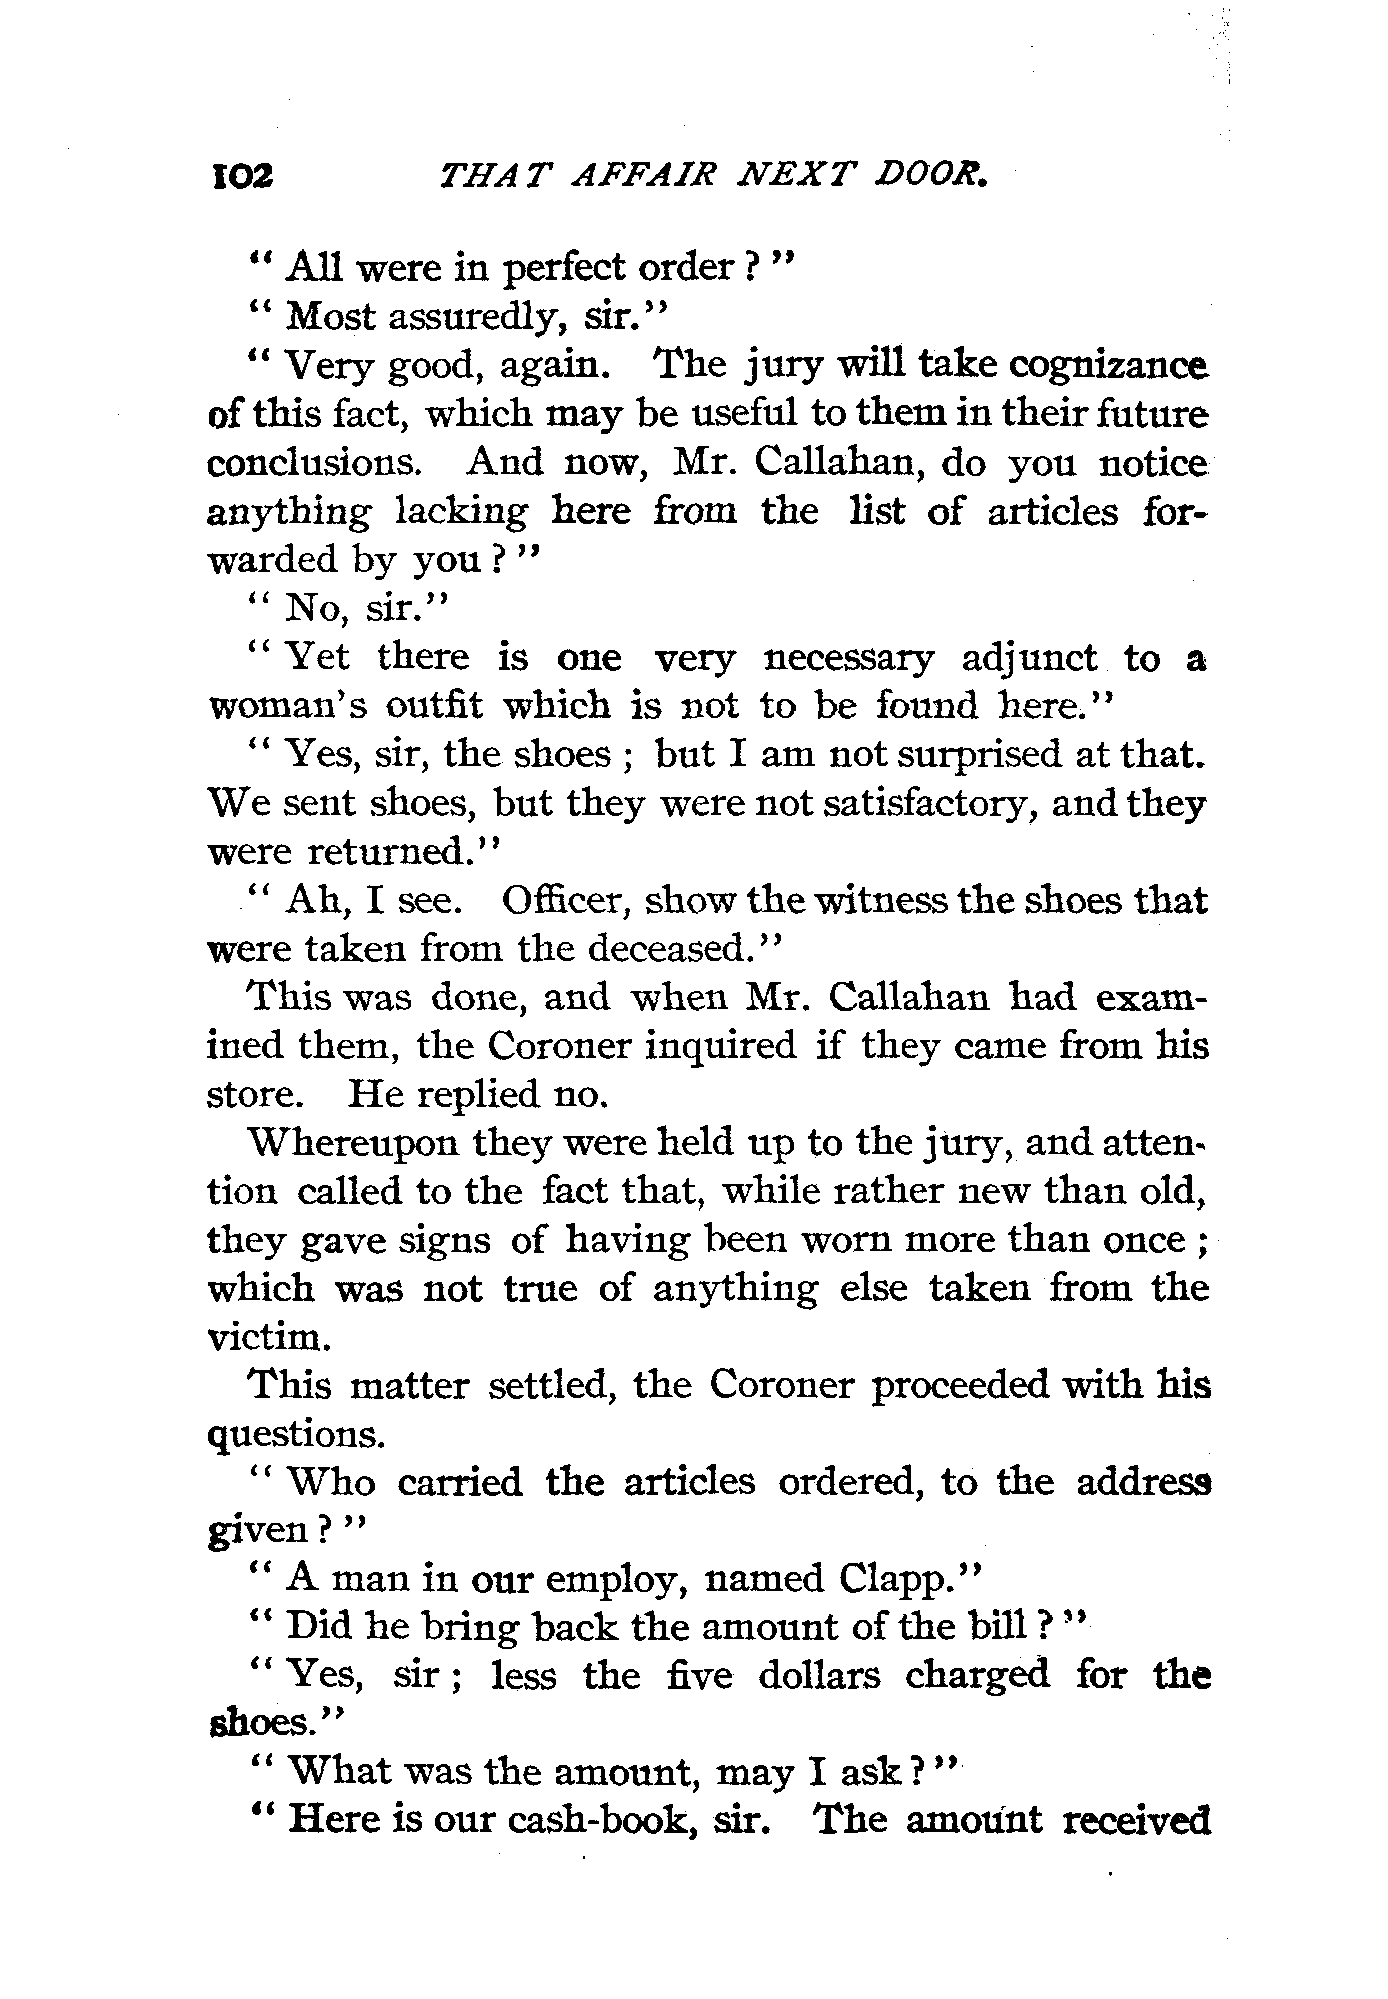 102 THAT AFFAIR NEXT DOOR.
" All were in perfect order ? "
" Most assuredly, sir."
" Very good, again. The jury will take cognizance
of this fact, which may be useful to them in their future
conclusions. And now, Mr. Callahan, do you notice
anything lacking here from the list of articles for-
warded by you ? "
" No, sir."
" Yet there is one very necessary adjunct to a
woman's outfit which is not to be found here."
" Yes, sir, the shoes ; but I am not surprised at that.
We sent shoes, but they were not satisfactory, and they
were returned."
" Ah, I see. Officer, show the witness the shoes that
were taken from the deceased."
This was done, and when Mr. Callahan had exam-
ined them, the Coroner inquired if they came from his
store. He replied no.
Whereupon they were held up to the jury, and atten-
tion called to the fact that, while rather new than old,
they gave signs of having been worn more than once ;
which was not true of anything else taken from the
victim.
This matter settled, the Coroner proceeded with his
questions.
" Who carried the articles ordered, to the address
given ? "
" A man in our employ, named Clapp."
" Did he bring back the amount of the bill ? "
" Yes, sir ; less the five dollars charged for the
shoes."
" What was the amount, may I ask ? "
" Here is our cash-book, sir. The amount received